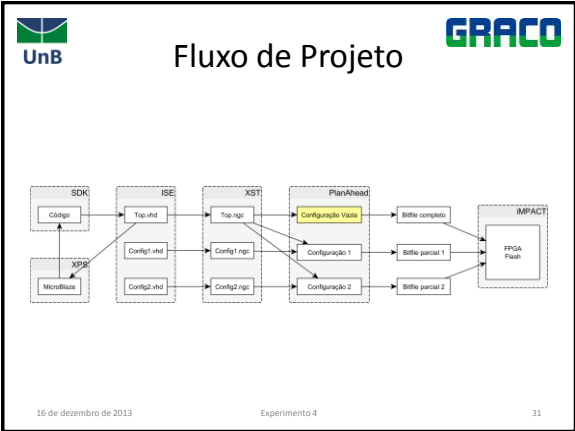 UnB
GRACO
Fluxo de Projeto
SDK
ISE
XST
PlanAhead
Código
Top.vhd
Top.ngc
Configuração Vazia
Bitfile completo
iMPACT
Config1.vhd
Config1.ngc
Configuração 1
Bitfile parcial 1
FPGA
Flash
XPS
MicroBlaze
Config2.vhd
Config2.ngc
Configuração 2
Bitfile parcial 2
16 de dezembro de 2013
Experimento 4
31